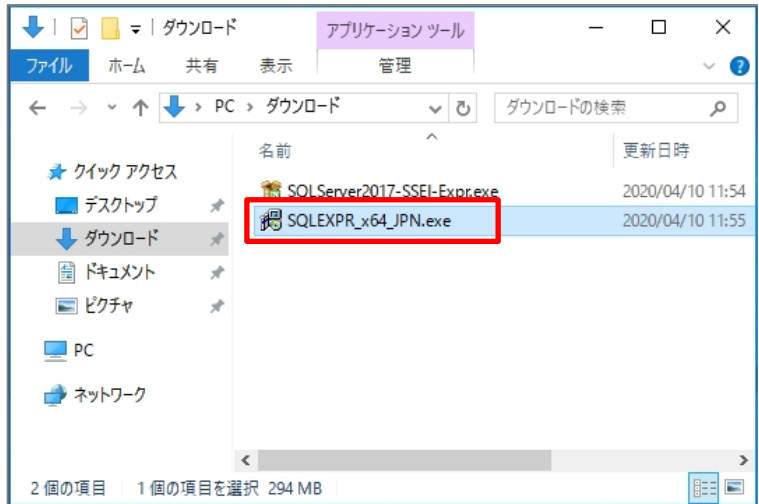 ダウンロード
アプリケーション ツール
ファイル ホーム 共有 表示 管理
PC ダウンロード
ダウンロードの検索
名前 更新日時
クイック アクセス
SQLServer2017-SSEI-Expr.exe 2020/04/10 11:54
デスクトップ
SQLEXPR_x64_JPN.exe 2020/04/10 11:55
ダウンロード
ドキュメント
ピクチャ
PC
ネットワーク
2 個の項目 1 個の項目を選択 294 MB